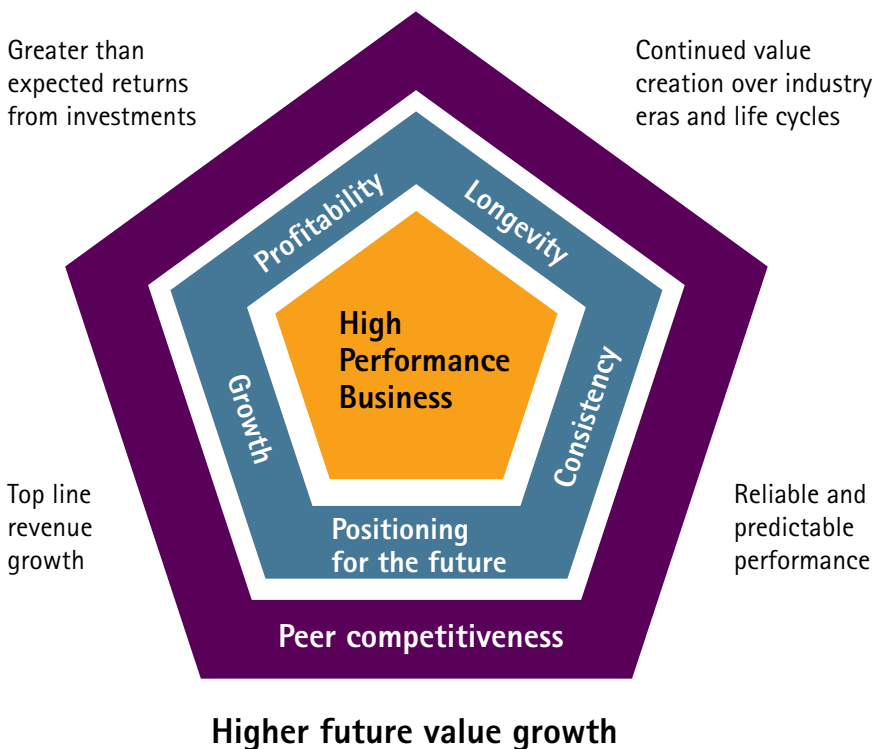 Greater than
expected returns
from investments
Continued value
creation over industry
eras and life cycles
Profitability
Longevity
High
Performance
Business
Growth
Consistency
Top line
revenue
growth
Reliable and
predictable
performance
Positioning
for the future
Peer competitiveness
Higher future value growth